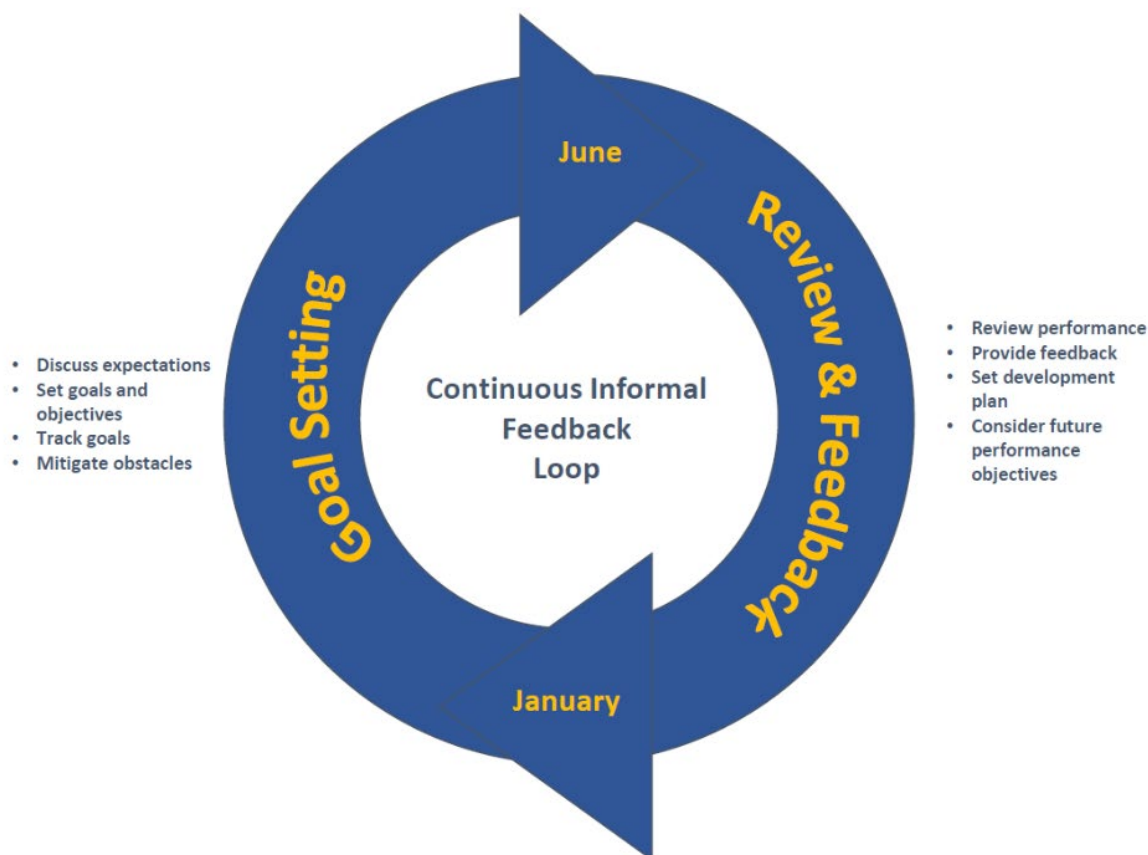 June
Review & Feedback
Goal Setting
• Discuss expectations
• Set goals and
objectives
• Track goals
• Mitigate obstacles
Continuous Informal
Feedback
Loop
• Review performance
• Provide feedback
• Set development
plan
• Consider future
performance
objectives
January